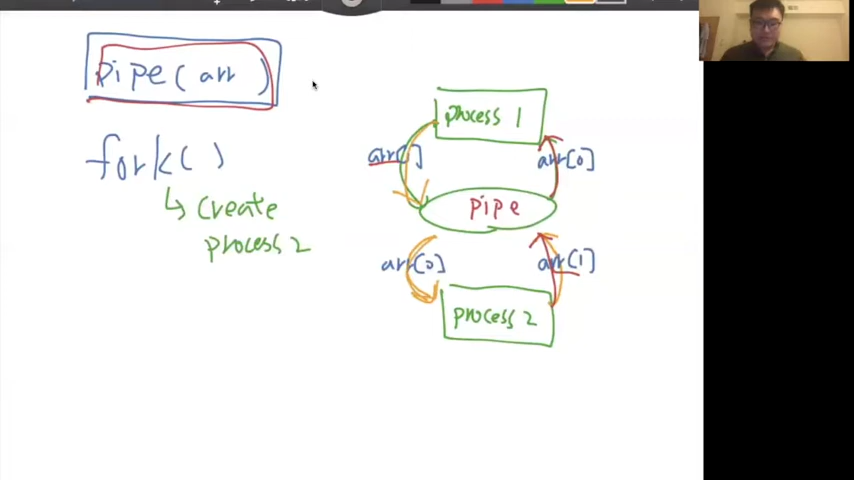 pipe(arr)
fork()
↳ Create
process 2
process 1
arr[1]
arr[0]
pipe
arr[0]
arr[1]
process 2